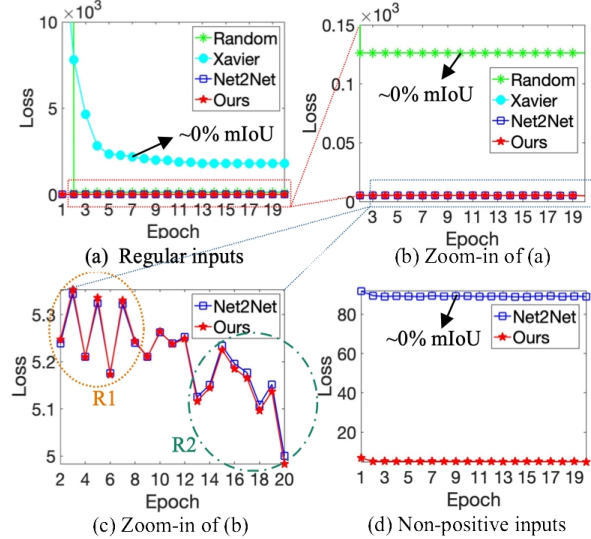 10 × 10³
Random
Xavier
Net2Net
Ours
~0% mIoU
Loss
5
0
1 3 5 7 9 11 13 15 17 19
Epoch
(a) Regular inputs
0.15 × 10³
~0% mIoU
Random
Xavier
Net2Net
Ours
Loss
0.1
0.05
0
3 5 7 9 11 13 15 17 19
Epoch
(b) Zoom-in of (a)
Net2Net
Ours
R1
R2
Loss
5.3
5.2
5.1
5
2 4 6 8 10 12 14 16 18 20
Epoch
(c) Zoom-in of (b)
Net2Net
Ours
~0% mIoU
Loss
80
60
40
20
1 3 5 7 9 11 13 15 17 19
Epoch
(d) Non-positive inputs